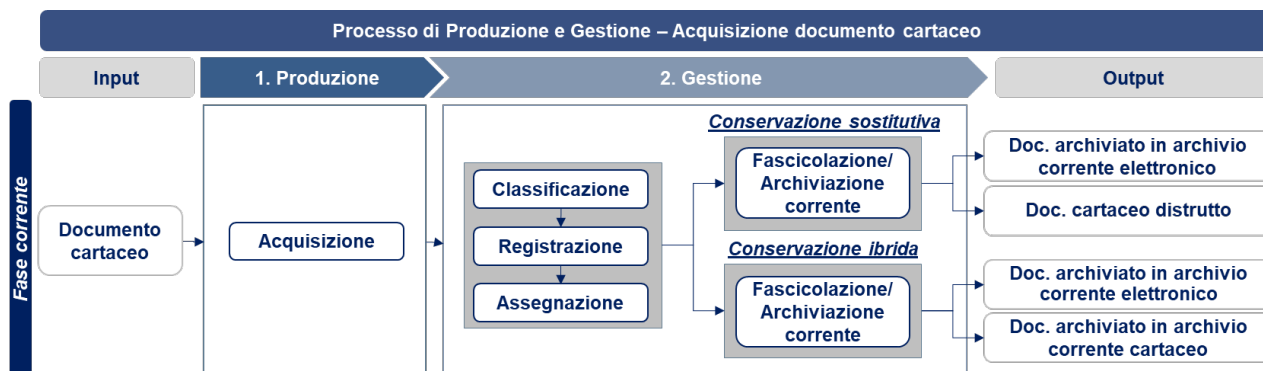 Processo di Produzione e Gestione – Acquisizione documento cartaceo
Input
1. Produzione
2. Gestione
Output
Fase corrente
Documento
cartaceo
Acquisizione
Classificazione
Registrazione
Assegnazione
Conservazione sostitutiva
Fascicolazione/
Archiviazione
corrente
Conservazione ibrida
Fascicolazione/
Archiviazione
corrente
Doc. archiviato in archivio
corrente elettronico
Doc. cartaceo distrutto
Doc. archiviato in archivio
corrente elettronico
Doc. archiviato in archivio
corrente cartaceo